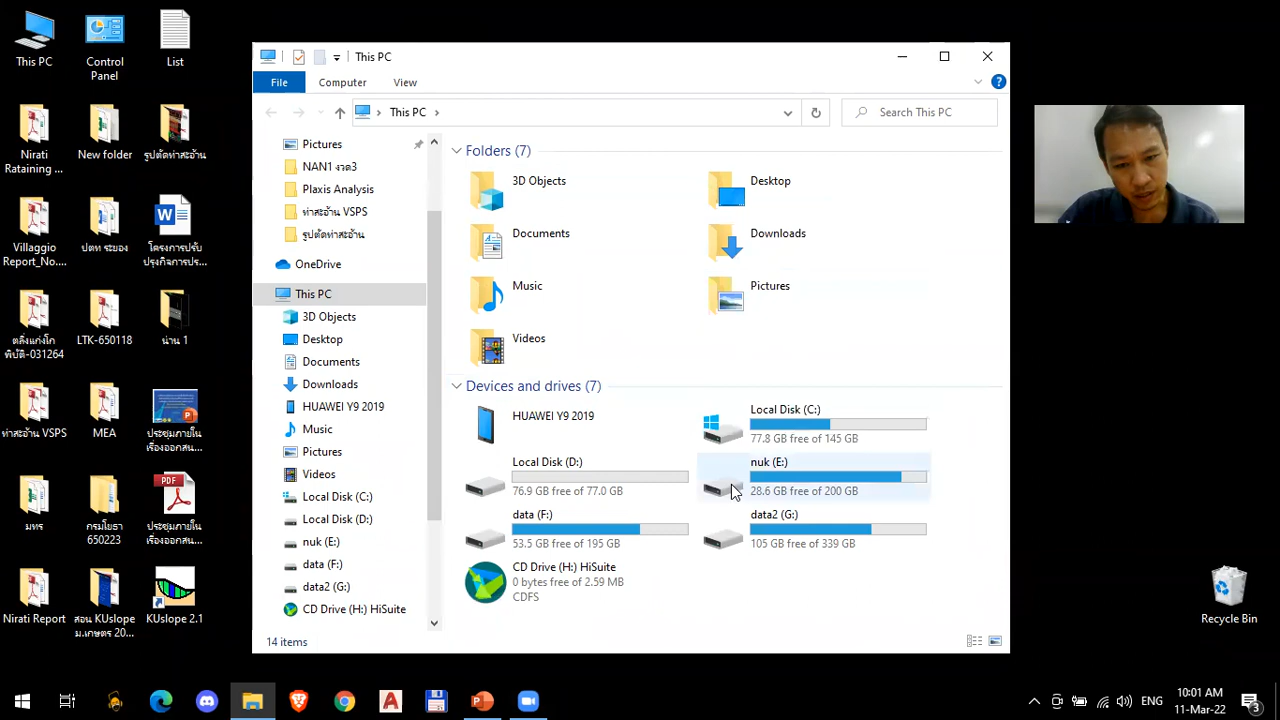 This PC
Control
Panel
List
Nirati
Rataining ...
New folder
รูปตัดท่าสะอ้าน
Villaggio
Report_No....
ปตท ระยอง
โครงการปรับ
ปรุงกิจการปร...
ตลิ่งแก่งโก
พิบัติ-031264
LTK-650118
น่าน 1
ท่าสะอ้าน VSPS
MEA
ประชุมภายใน
เรื่องออกสน...
มทร
กรมโยธา
650223
ประชุมภายใน
เรื่องออกสน...
Nirati Report
สอน KUslope
ม.เกษตร 20...
KUslope 2.1
This PC
File
Computer
View
This PC
Search This PC
Pictures
NAN1 งวด3
Plaxis Analysis
ท่าสะอ้าน VSPS
รูปตัดท่าสะอ้าน
OneDrive
This PC
3D Objects
Desktop
Documents
Downloads
HUAWEI Y9 2019
Music
Pictures
Videos
Local Disk (C:)
Local Disk (D:)
nuk (E:)
data (F:)
data2 (G:)
CD Drive (H:) HiSuite
Folders (7)
3D Objects
Desktop
Documents
Downloads
Music
Pictures
Videos
Devices and drives (7)
HUAWEI Y9 2019
Local Disk (C:)
77.8 GB free of 145 GB
Local Disk (D:)
76.9 GB free of 77.0 GB
nuk (E:)
28.6 GB free of 200 GB
data (F:)
53.5 GB free of 195 GB
data2 (G:)
105 GB free of 339 GB
CD Drive (H:) HiSuite
0 bytes free of 2.59 MB
CDFS
14 items
Recycle Bin
ENG
10:01 AM
11-Mar-22
3